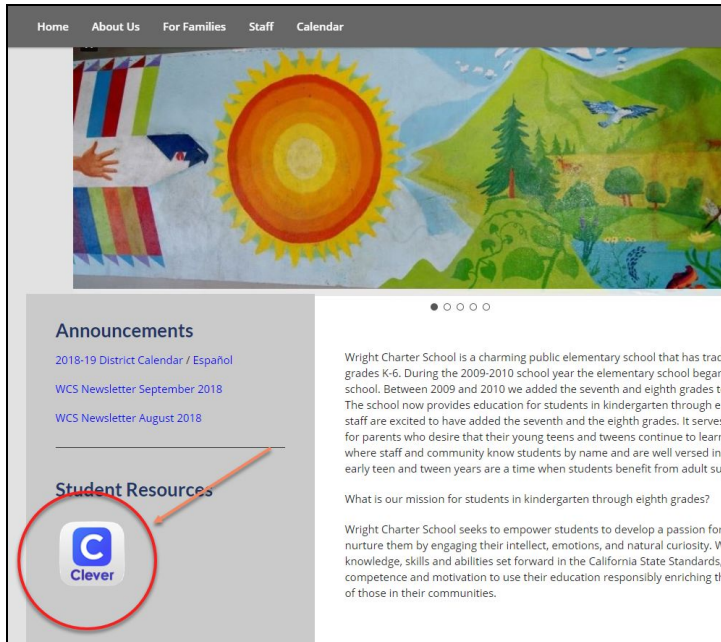 Home About Us For Families Staff Calendar
Announcements
2018-19 District Calendar / Español
WCS Newsletter September 2018
WCS Newsletter August 2018
Student Resources
C
Clever
Wright Charter School is a charming public elementary school that has trac
grades K-6. During the 2009-2010 school year the elementary school began
school. Between 2009 and 2010 we added the seventh and eighth grades t
The school now provides education for students in kindergarten through e
staff are excited to have added the seventh and the eighth grades. It serves
for parents who desire that their young teens and tweens continue to learn
where staff and community know students by name and are well versed in
early teen and tween years are a time when students benefit from adult su
What is our mission for students in kindergarten through eighth grades?
Wright Charter School seeks to empower students to develop a passion for
nurture them by engaging their intellect, emotions, and natural curiosity. W
knowledge, skills and abilities set forward in the California State Standards,
competence and motivation to use their education responsibly enriching th
of those in their communities.